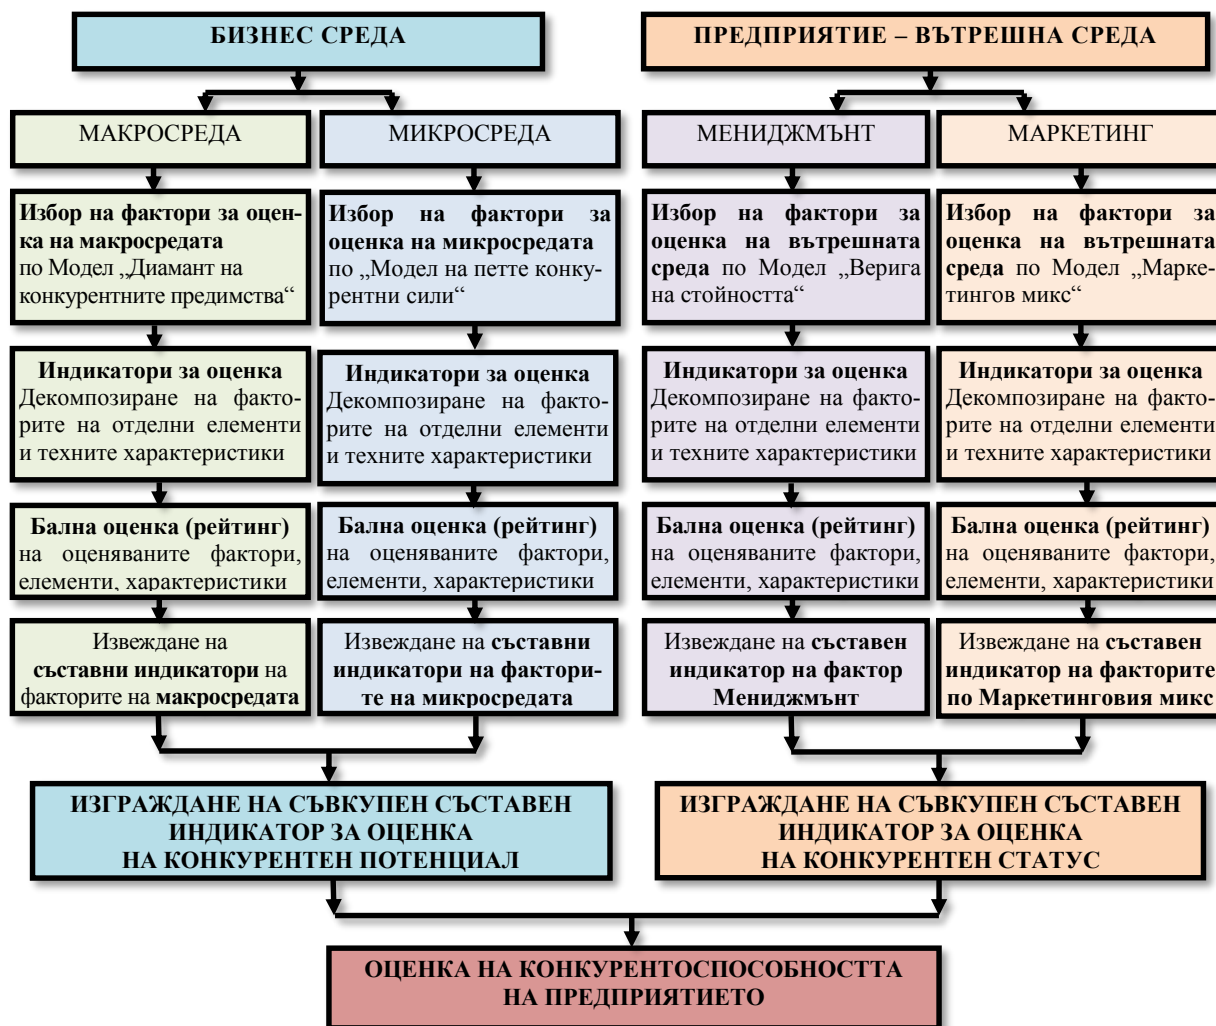 БИЗНЕС СРЕДА
ПРЕДПРИЯТИЕ – ВЪТРЕШНА СРЕДА
МАКРОСРЕДА
МИКРОСРЕДА
МЕНИДЖМЪНТ
МАРКЕТИНГ
Избор на фактори за оцен-
ка на макросредата
по Модел „Диамант на
конкурентните предимства“
Избор на фактори за
оценка на микросредата
по „Модел на петте конку-
рентни сили“
Избор на фактори за
оценка на вътрешната
среда по Модел „Верига
на стойността“
Избор на фактори за
оценка на вътрешната
среда по Модел „Марке-
тингов микс“
Индикатори за оценка
Декомпозиране на фак-
торите на отделни елементи
и техните характеристики
Индикатори за оценка
Декомпозиране на факто-
рите на отделни елементи
и техните характеристики
Индикатори за оценка
Декомпозиране на факто-
рите на отделни елементи
и техните характеристики
Индикатори за оценка
Декомпозиране на факто-
рите на отделни елементи
и техните характеристики
Бална оценка (рейтинг)
на оценяваните фактори,
елементи, характеристики
Бална оценка (рейтинг)
на оценяваните фактори,
елементи, характеристики
Бална оценка (рейтинг)
на оценяваните фактори,
елементи, характеристики
Бална оценка (рейтинг)
на оценяваните фактори,
елементи, характеристики
Извеждане на
съставни индикатори на
факторите на макросредата
Извеждане на съставни
индикатори на фактори-
те на микросредата
Извеждане на съставен
индикатор на фактор
Мениджмънт
Извеждане на съставен
индикатор на факторите
по Маркетинговия микс
ИЗГРАЖДАНЕ НА СЪВКУПЕН СЪСТАВЕН
ИНДИКАТОР ЗА ОЦЕНКА
НА КОНКУРЕНТЕН ПОТЕНЦИАЛ
ИЗГРАЖДАНЕ НА СЪВКУПЕН СЪСТАВЕН
ИНДИКАТОР ЗА ОЦЕНКА
НА КОНКУРЕНТЕН СТАТУС
ОЦЕНКА НА КОНКУРЕНТОСПОСОБНОСТТА
НА ПРЕДПРИЯТИЕТО